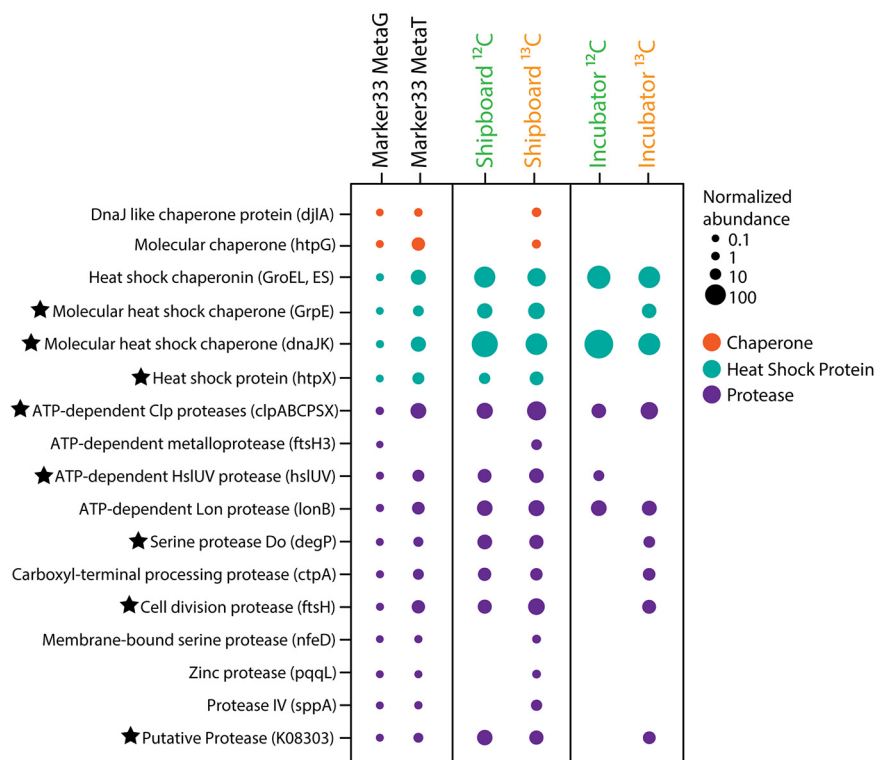 Marker33 MetaG
Marker33 MetaT
Shipboard ¹²C
Shipboard ¹³C
Incubator ¹²C
Incubator ¹³C
DnaJ like chaperone protein (djlA)
Molecular chaperone (htpG)
Heat shock chaperonin (GroEL, ES)
★Molecular heat shock chaperone (GrpE)
★Molecular heat shock chaperone (dnaJK)
★Heat shock protein (htpX)
★ATP-dependent Clp proteases (clpABCPSX)
ATP-dependent metalloprotease (ftsH3)
★ATP-dependent HslUV protease (hslUV)
ATP-dependent Lon protease (lonB)
★Serine protease Do (degP)
Carboxyl-terminal processing protease (ctpA)
★Cell division protease (ftsH)
Membrane-bound serine protease (nfeD)
Zinc protease (pqqL)
Protease IV (sppA)
★Putative Protease (K08303)
Normalized
abundance
0.1
1
10
100
Chaperone
Heat Shock Protein
Protease